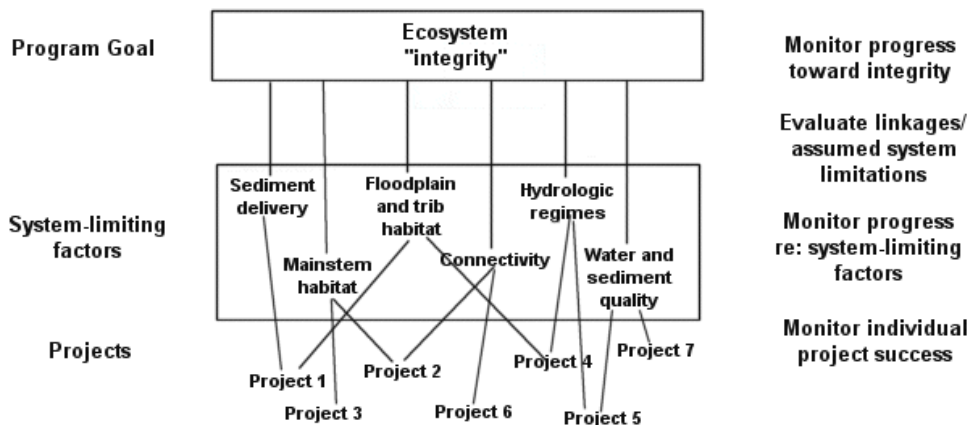 Program Goal
Ecosystem
"integrity"
Monitor progress
toward integrity
Evaluate linkages/
assumed system
limitations
System-limiting
factors
Sediment
delivery
Floodplain
and trib
habitat
Hydrologic
regimes
Mainstem
habitat
Connectivity
Water and
sediment
quality
Monitor progress
re: system-limiting
factors
Projects
Project 1
Project 2
Project 3
Project 4
Project 5
Project 6
Project 7
Monitor individual
project success